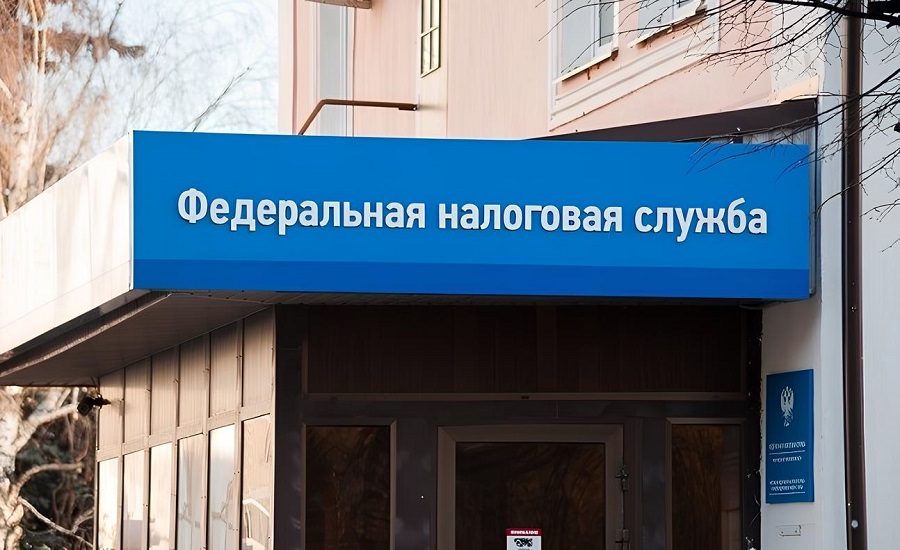 Федеральная налоговая служба